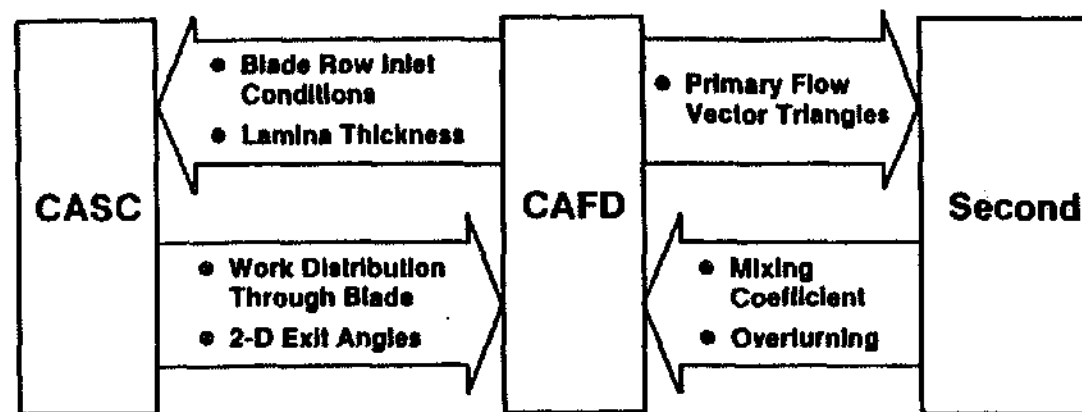 CASC
● Blade Row Inlet
Conditions
● Lamina Thickness
● Work Distribution
Through Blade
● 2-D Exit Angles
CAFD
● Primary Flow
Vector Triangles
● Mixing
Coefficient
● Overturning
Second